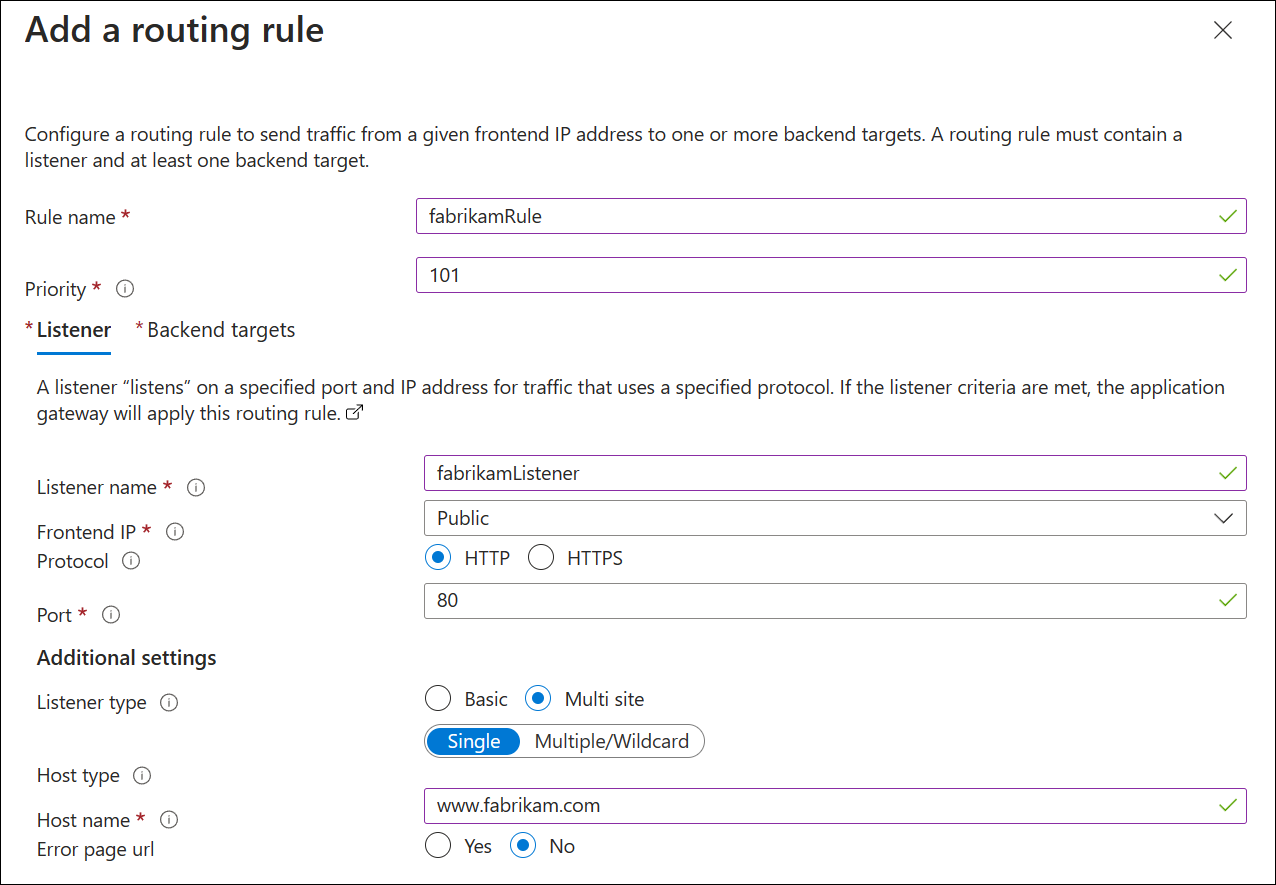 Add a routing rule
Configure a routing rule to send traffic from a given frontend IP address to one or more backend targets. A routing rule must contain a
listener and at least one backend target.
Rule name * fabrikamRule
Priority * 101
* Listener * Backend targets
A listener “listens” on a specified port and IP address for traffic that uses a specified protocol. If the listener criteria are met, the application
gateway will apply this routing rule.
Listener name * fabrikamListener
Frontend IP * Public
Protocol HTTP HTTPS
Port * 80
Additional settings
Listener type Basic Multi site
Host type Single Multiple/Wildcard
Host name * www.fabrikam.com
Error page url Yes No